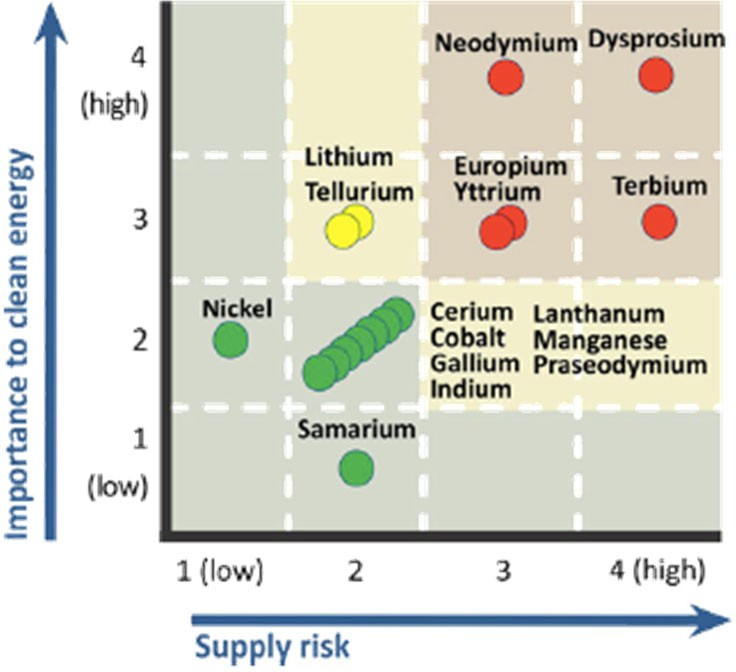 Importance to clean energy
4
(high)
3
2
1
(low)
Neodymium
Dysprosium
Lithium
Tellurium
Europium
Yttrium
Terbium
Nickel
Cerium
Cobalt
Gallium
Indium
Lanthanum
Manganese
Praseodymium
Samarium
1 (low)
2
3
4 (high)
Supply risk